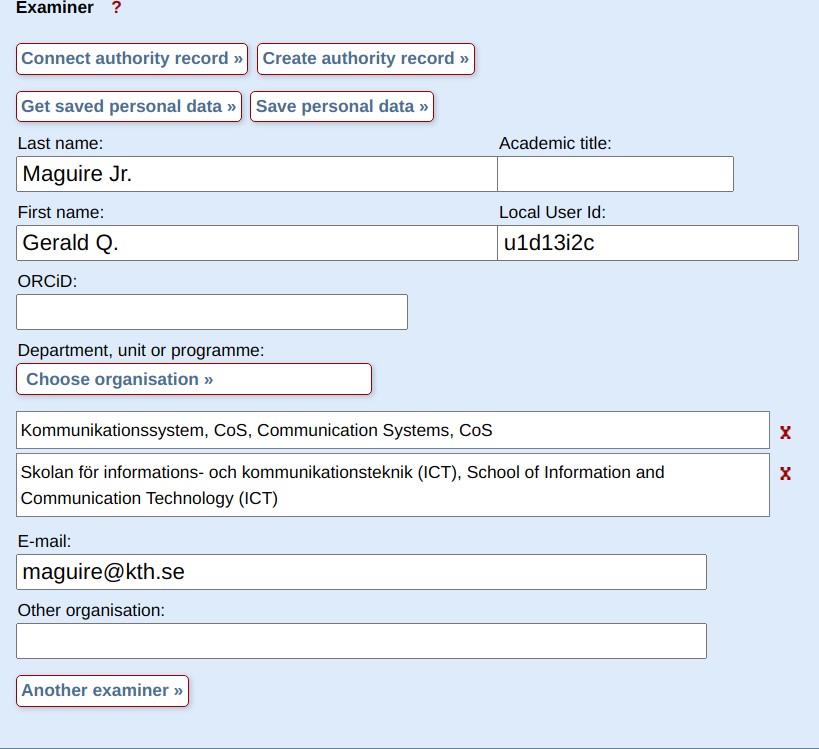 Examiner ?
Connect authority record » Create authority record »
Get saved personal data » Save personal data »
Last name: Academic title:
Maguire Jr.
First name: Local User Id:
Gerald Q. u1d13i2c
ORCiD:
Department, unit or programme:
Choose organisation »
Kommunikationssystem, CoS, Communication Systems, CoS X
Skolan för informations- och kommunikationsteknik (ICT), School of Information and X
Communication Technology (ICT)
E-mail:
maguire@kth.se
Other organisation:
Another examiner »